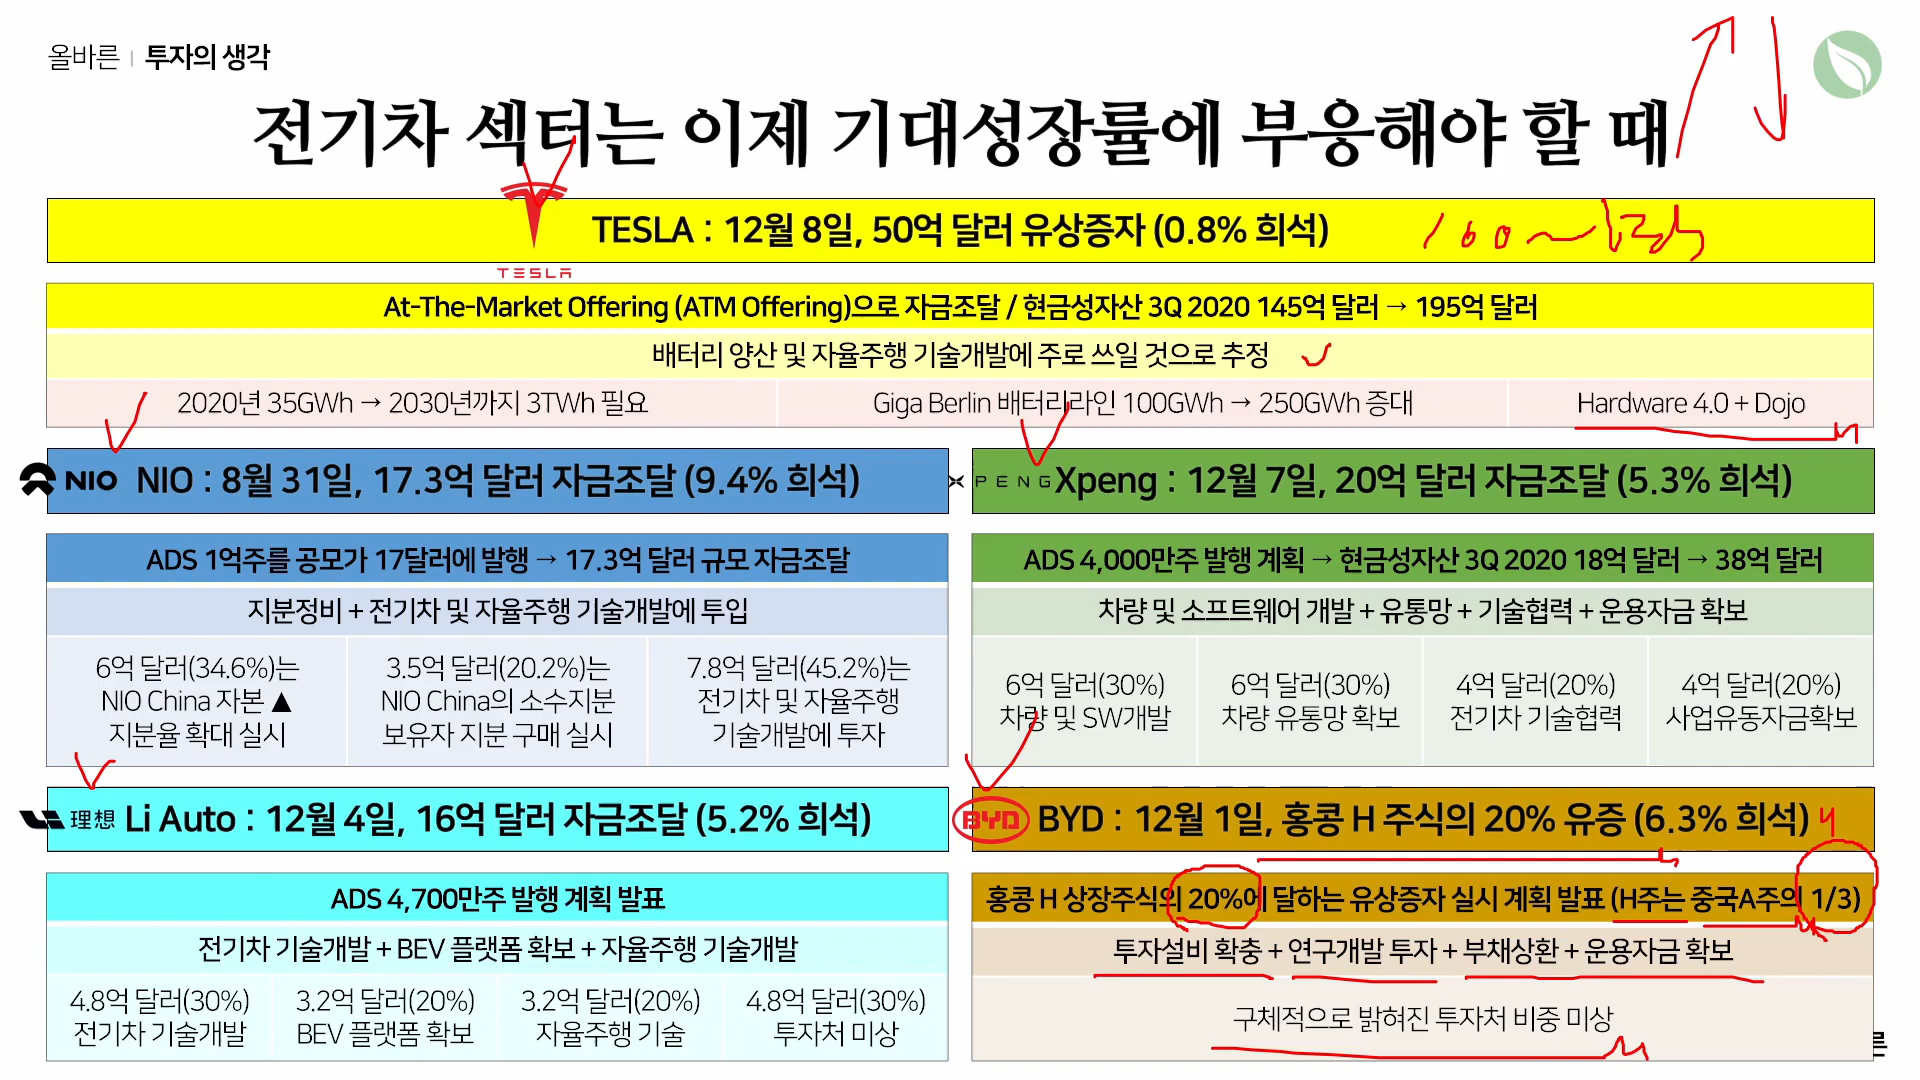 올바른 | 투자의 생각
전기차 섹터는 이제 기대성장률에 부응해야 할 때
TESLA : 12월 8일, 50억 달러 유상증자 (0.8% 희석)
TESLA
At-The-Market Offering (ATM Offering)으로 자금조달 / 현금성자산 3Q 2020 145억 달러 → 195억 달러
배터리 양산 및 자율주행 기술개발에 주로 쓰일 것으로 추정
2020년 35GWh → 2030년까지 3TWh 필요
Giga Berlin 배터리라인 100GWh → 250GWh 증대
Hardware 4.0 + Dojo
NIO NIO : 8월 31일, 17.3억 달러 자금조달 (9.4% 희석)
ADS 1억주를 공모가 17달러에 발행 → 17.3억 달러 규모 자금조달
지분정비 + 전기차 및 자율주행 기술개발에 투입
6억 달러(34.6%)는
NIO China 자본 ▲
지분율 확대 실시
3.5억 달러(20.2%)는
NIO China의 소수지분
보유자 지분 구매 실시
7.8억 달러(45.2%)는
전기차 및 자율주행
기술개발에 투자
XPENG Xpeng : 12월 7일, 20억 달러 자금조달 (5.3% 희석)
ADS 4,000만주 발행 계획 → 현금성자산 3Q 2020 18억 달러 → 38억 달러
차량 및 소프트웨어 개발 + 유통망 + 기술협력 + 운용자금 확보
6억 달러(30%)
차량 및 SW개발
6억 달러(30%)
차량 유통망 확보
4억 달러(20%)
전기차 기술협력
4억 달러(20%)
사업유동자금확보
理想 Li Auto : 12월 4일, 16억 달러 자금조달 (5.2% 희석)
ADS 4,700만주 발행 계획 발표
전기차 기술개발 + BEV 플랫폼 확보 + 자율주행 기술개발
4.8억 달러(30%)
전기차 기술개발
3.2억 달러(20%)
BEV 플랫폼 확보
3.2억 달러(20%)
자율주행 기술
4.8억 달러(30%)
투자처 미상
BYD BYD : 12월 1일, 홍콩 H 주식의 20% 유증 (6.3% 희석)
홍콩 H 상장주식의 20%에 달하는 유상증자 실시 계획 발표 (H주는 중국A주의 1/3)
투자설비 확충 + 연구개발 투자 + 부채상환 + 운용자금 확보
구체적으로 밝혀진 투자처 비중 미상